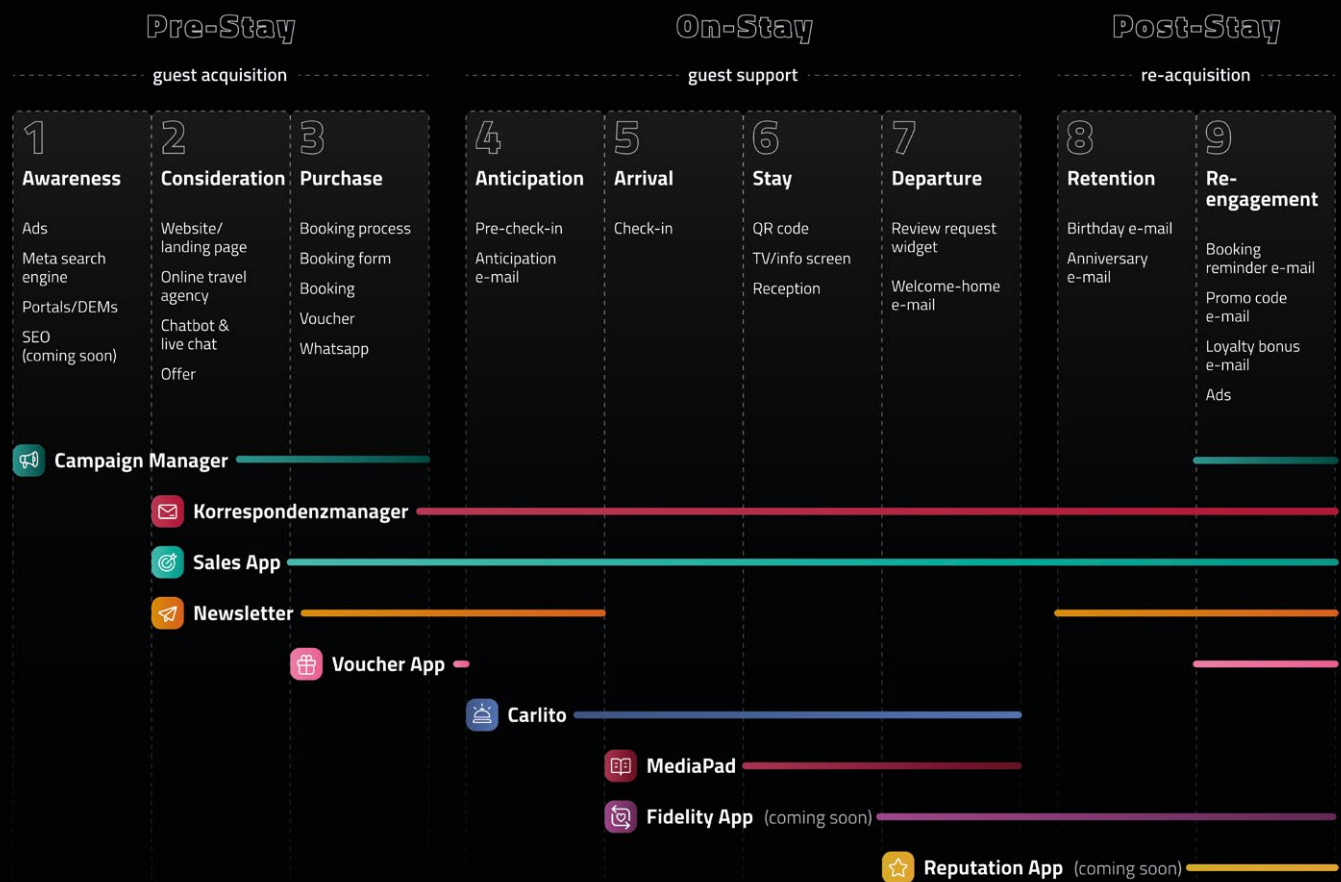 Pre-Stay
On-Stay
Post-Stay
guest acquisition
guest support
re-acquisition
1
Awareness
Ads
Meta search
engine
Portals/DEMs
SEO
(coming soon)
2
Consideration
Website/
landing page
Online travel
agency
Chatbot &
live chat
Offer
3
Purchase
Booking process
Booking form
Booking
Voucher
Whatsapp
4
Anticipation
Pre-check-in
Anticipation
e-mail
5
Arrival
Check-in
6
Stay
QR code
TV/info screen
Reception
7
Departure
Review request
widget
Welcome-home
e-mail
8
Retention
Birthday e-mail
Anniversary
e-mail
9
Re-
engagement
Booking
reminder e-mail
Promo code
e-mail
Loyalty bonus
e-mail
Ads
Campaign Manager
Korrespondenzmanager
Sales App
Newsletter
Voucher App
Carlito
MediaPad
Fidelity App (coming soon)
Reputation App (coming soon)